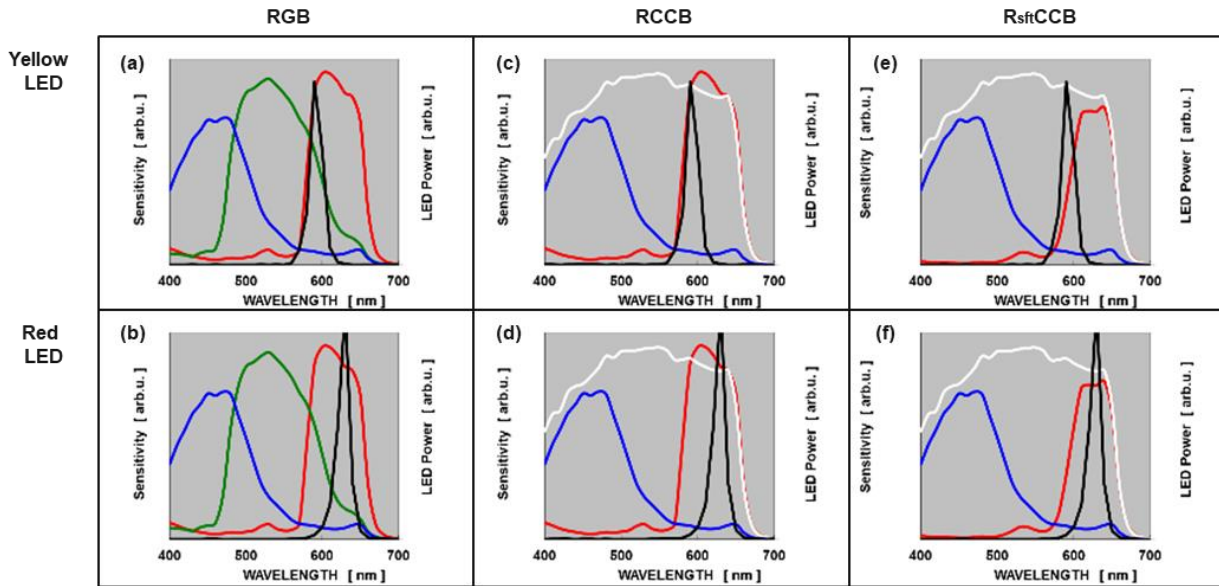 RGB RCCB RsftCCB
Yellow
LED
(a) (c) (e)
Sensitivity [ arb.u. ] LED Power [ arb.u. ] Sensitivity [ arb.u. ] LED Power [ arb.u. ] Sensitivity [ arb.u. ] LED Power [ arb.u. ]
400 500 600 700 400 500 600 700 400 500 600 700
WAVELENGTH [ nm ] WAVELENGTH [ nm ] WAVELENGTH [ nm ]
Red
LED
(b) (d) (f)
Sensitivity [ arb.u. ] LED Power [ arb.u. ] Sensitivity [ arb.u. ] LED Power [ arb.u. ] Sensitivity [ arb.u. ] LED Power [ arb.u. ]
400 500 600 700 400 500 600 700 400 500 600 700
WAVELENGTH [ nm ] WAVELENGTH [ nm ] WAVELENGTH [ nm ]